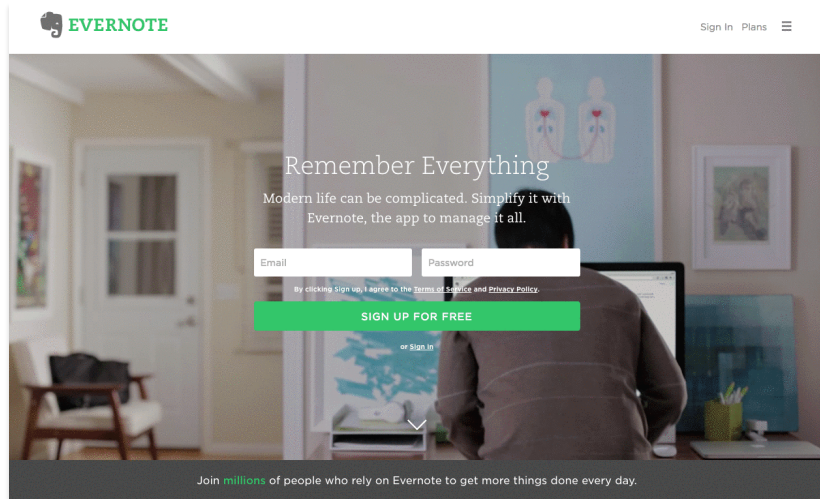 EVERNOTE
Sign In Plans
Remember Everything
Modern life can be complicated. Simplify it with
Evernote, the app to manage it all.
Email
Password
By clicking Sign up, I agree to the Terms of Service and Privacy Policy.
SIGN UP FOR FREE
or Sign In
Join millions of people who rely on Evernote to get more things done every day.